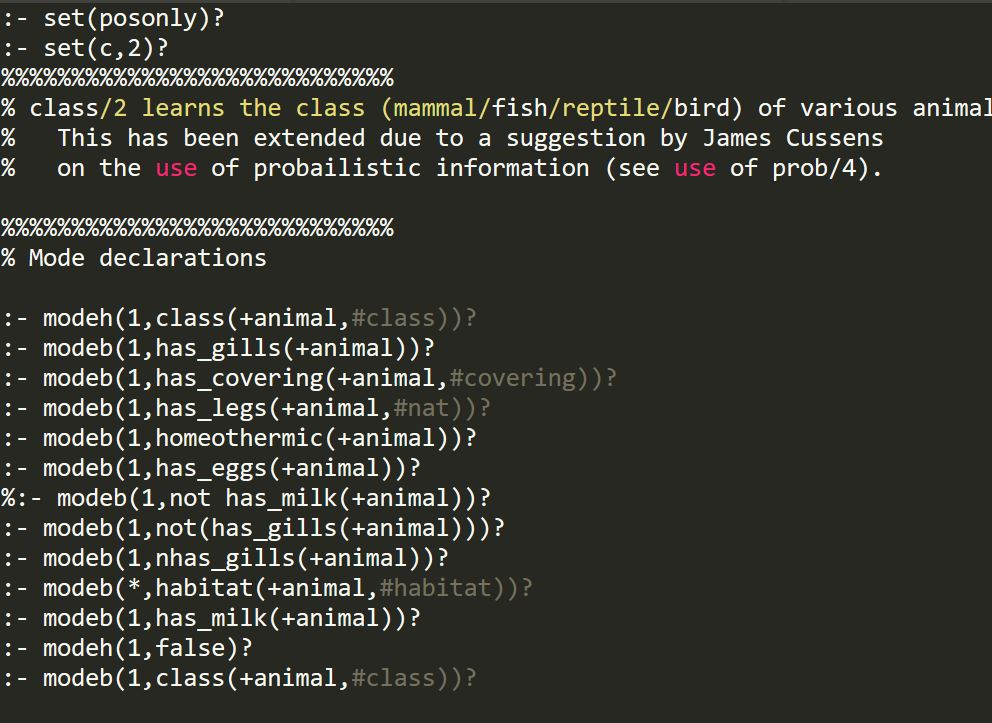 :- set(posonly)?
:- set(c,2)?
%%%%%%%%%%%%%%%%%%%%%%%%%%%%
% class/2 learns the class (mammal/fish/reptile/bird) of various animal
%   This has been extended due to a suggestion by James Cussens
%   on the use of probailistic information (see use of prob/4).
%%%%%%%%%%%%%%%%%%%%%%%%%%%%
% Mode declarations
:- modeh(1,class(+animal,#class))?
:- modeb(1,has_gills(+animal))?
:- modeb(1,has_covering(+animal,#covering))?
:- modeb(1,has_legs(+animal,#nat))?
:- modeb(1,homeothermic(+animal))?
:- modeb(1,has_eggs(+animal))?
%:- modeb(1,not has_milk(+animal))?
:- modeb(1,not(has_gills(+animal)))?
:- modeb(1,nhas_gills(+animal))?
:- modeb(*,habitat(+animal,#habitat))?
:- modeb(1,has_milk(+animal))?
:- modeh(1,false)?
:- modeb(1,class(+animal,#class))?